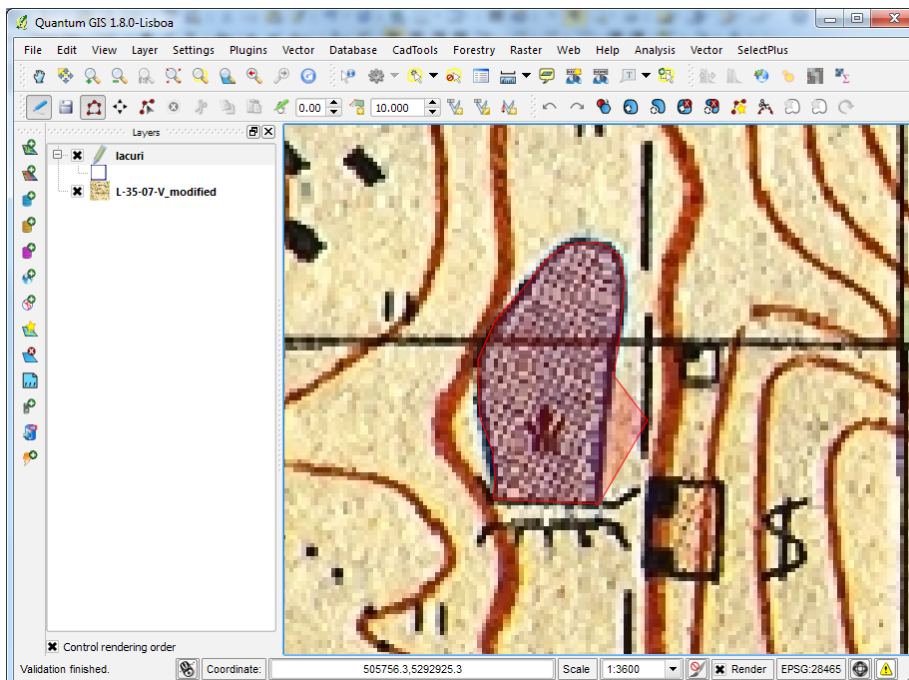 Quantum GIS 1.8.0-Lisboa
File Edit View Layer Settings Plugins Vector Database CadTools Forestry Raster Web Help Analysis Vector SelectPlus
0.00 10.000
Layers
lacuri
L-35-07-V_modified
Control rendering order
Validation finished. Coordinate: 505756.3,5292925.3 Scale 1:3600 Render EPSG:28465